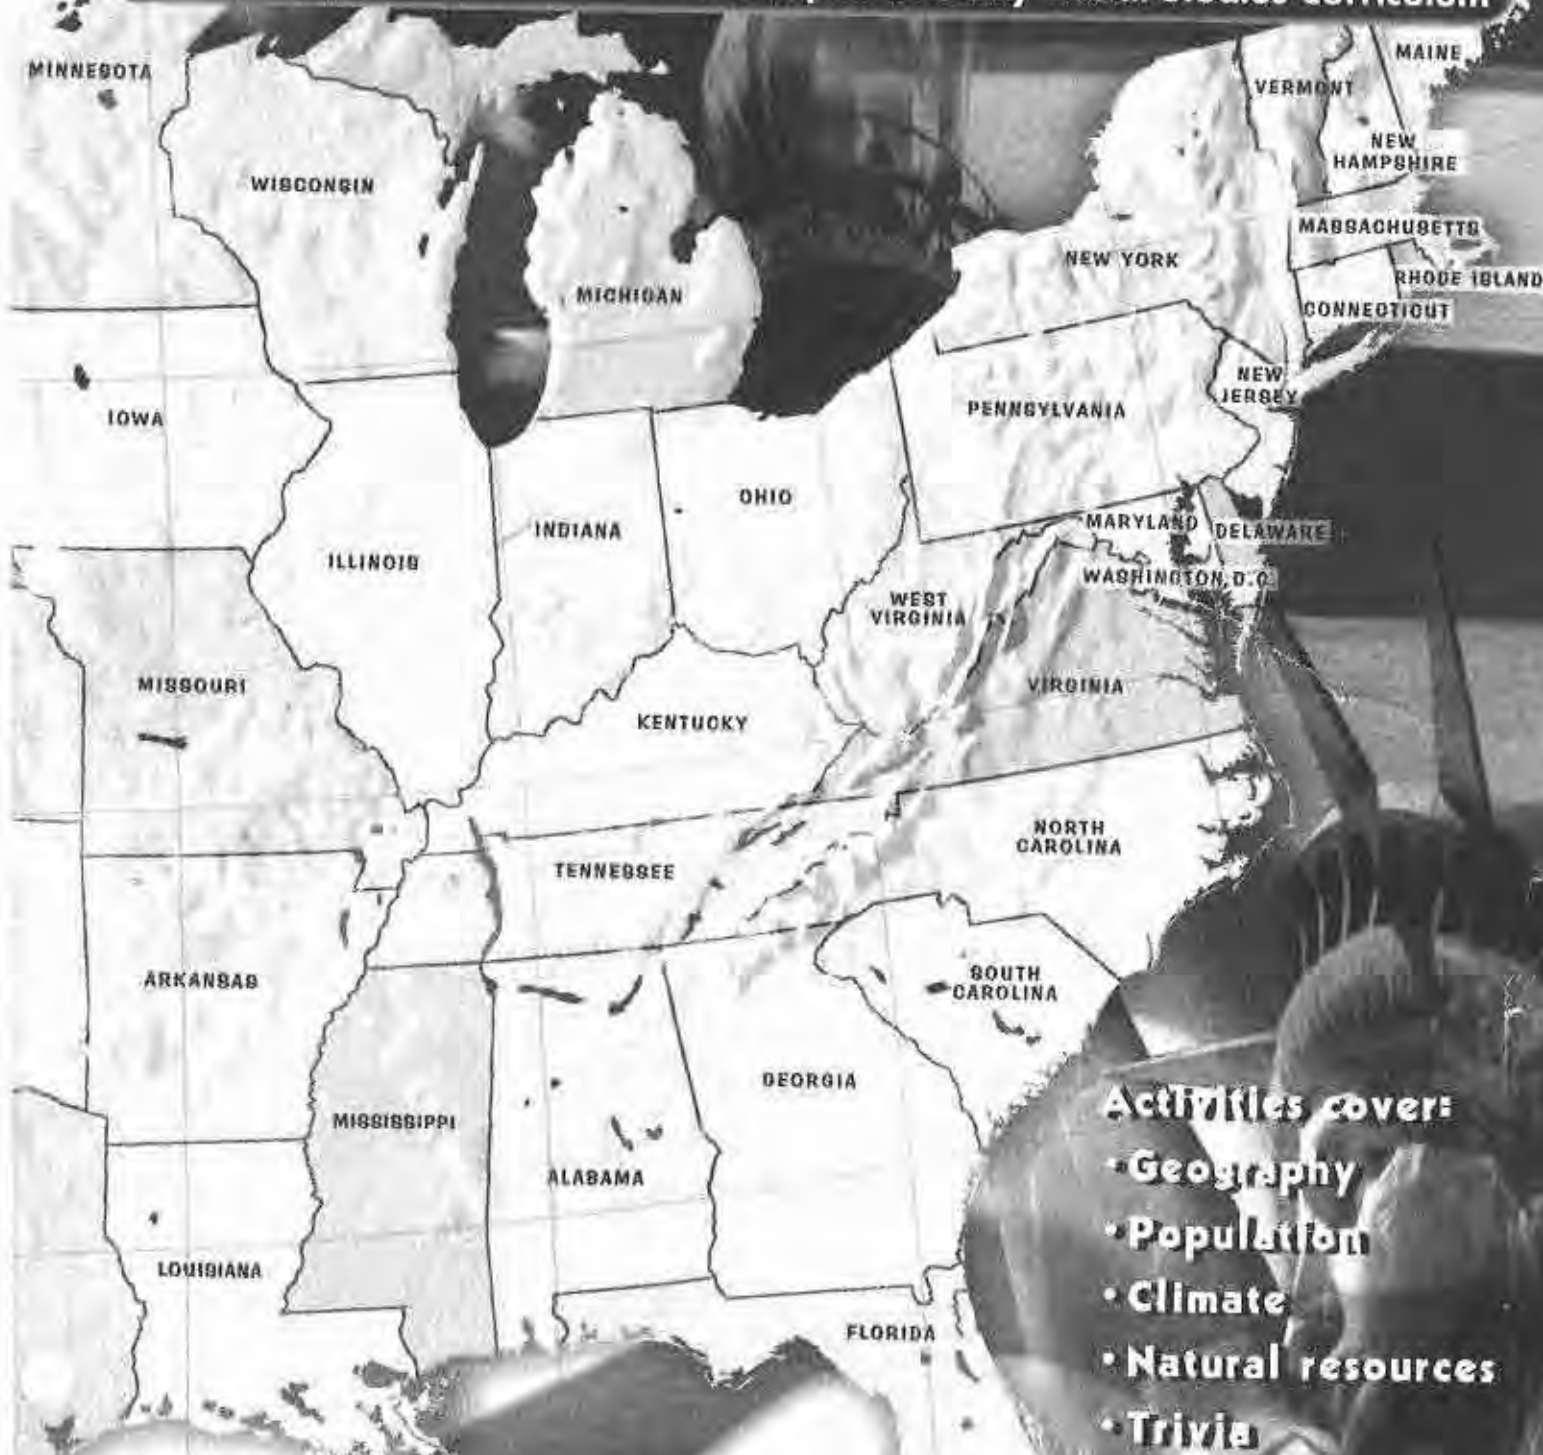 Studies Curriculum
MINNESOTA
MAINE
VERMONT
NEW
HAMPSHIRE
WISCONSIN
MASSACHUSETTS
NEW YORK
RHODE ISLAND
MICHIGAN
CONNECTICUT
NEW
JERSEY
IOWA
PENNSYLVANIA
OHIO
INDIANA
MARYLAND
DELAWARE
ILLINOIS
WASHINGTON, D.C.
WEST
VIRGINIA
MISSOURI
VIRGINIA
KENTUCKY
NORTH
CAROLINA
TENNESSEE
ARKANSAS
SOUTH
CAROLINA
GEORGIA
MISSISSIPPI
ALABAMA
LOUISIANA
FLORIDA
Activities cover:
• Geography
• Population
• Climate
• Natural resources
• Trivia